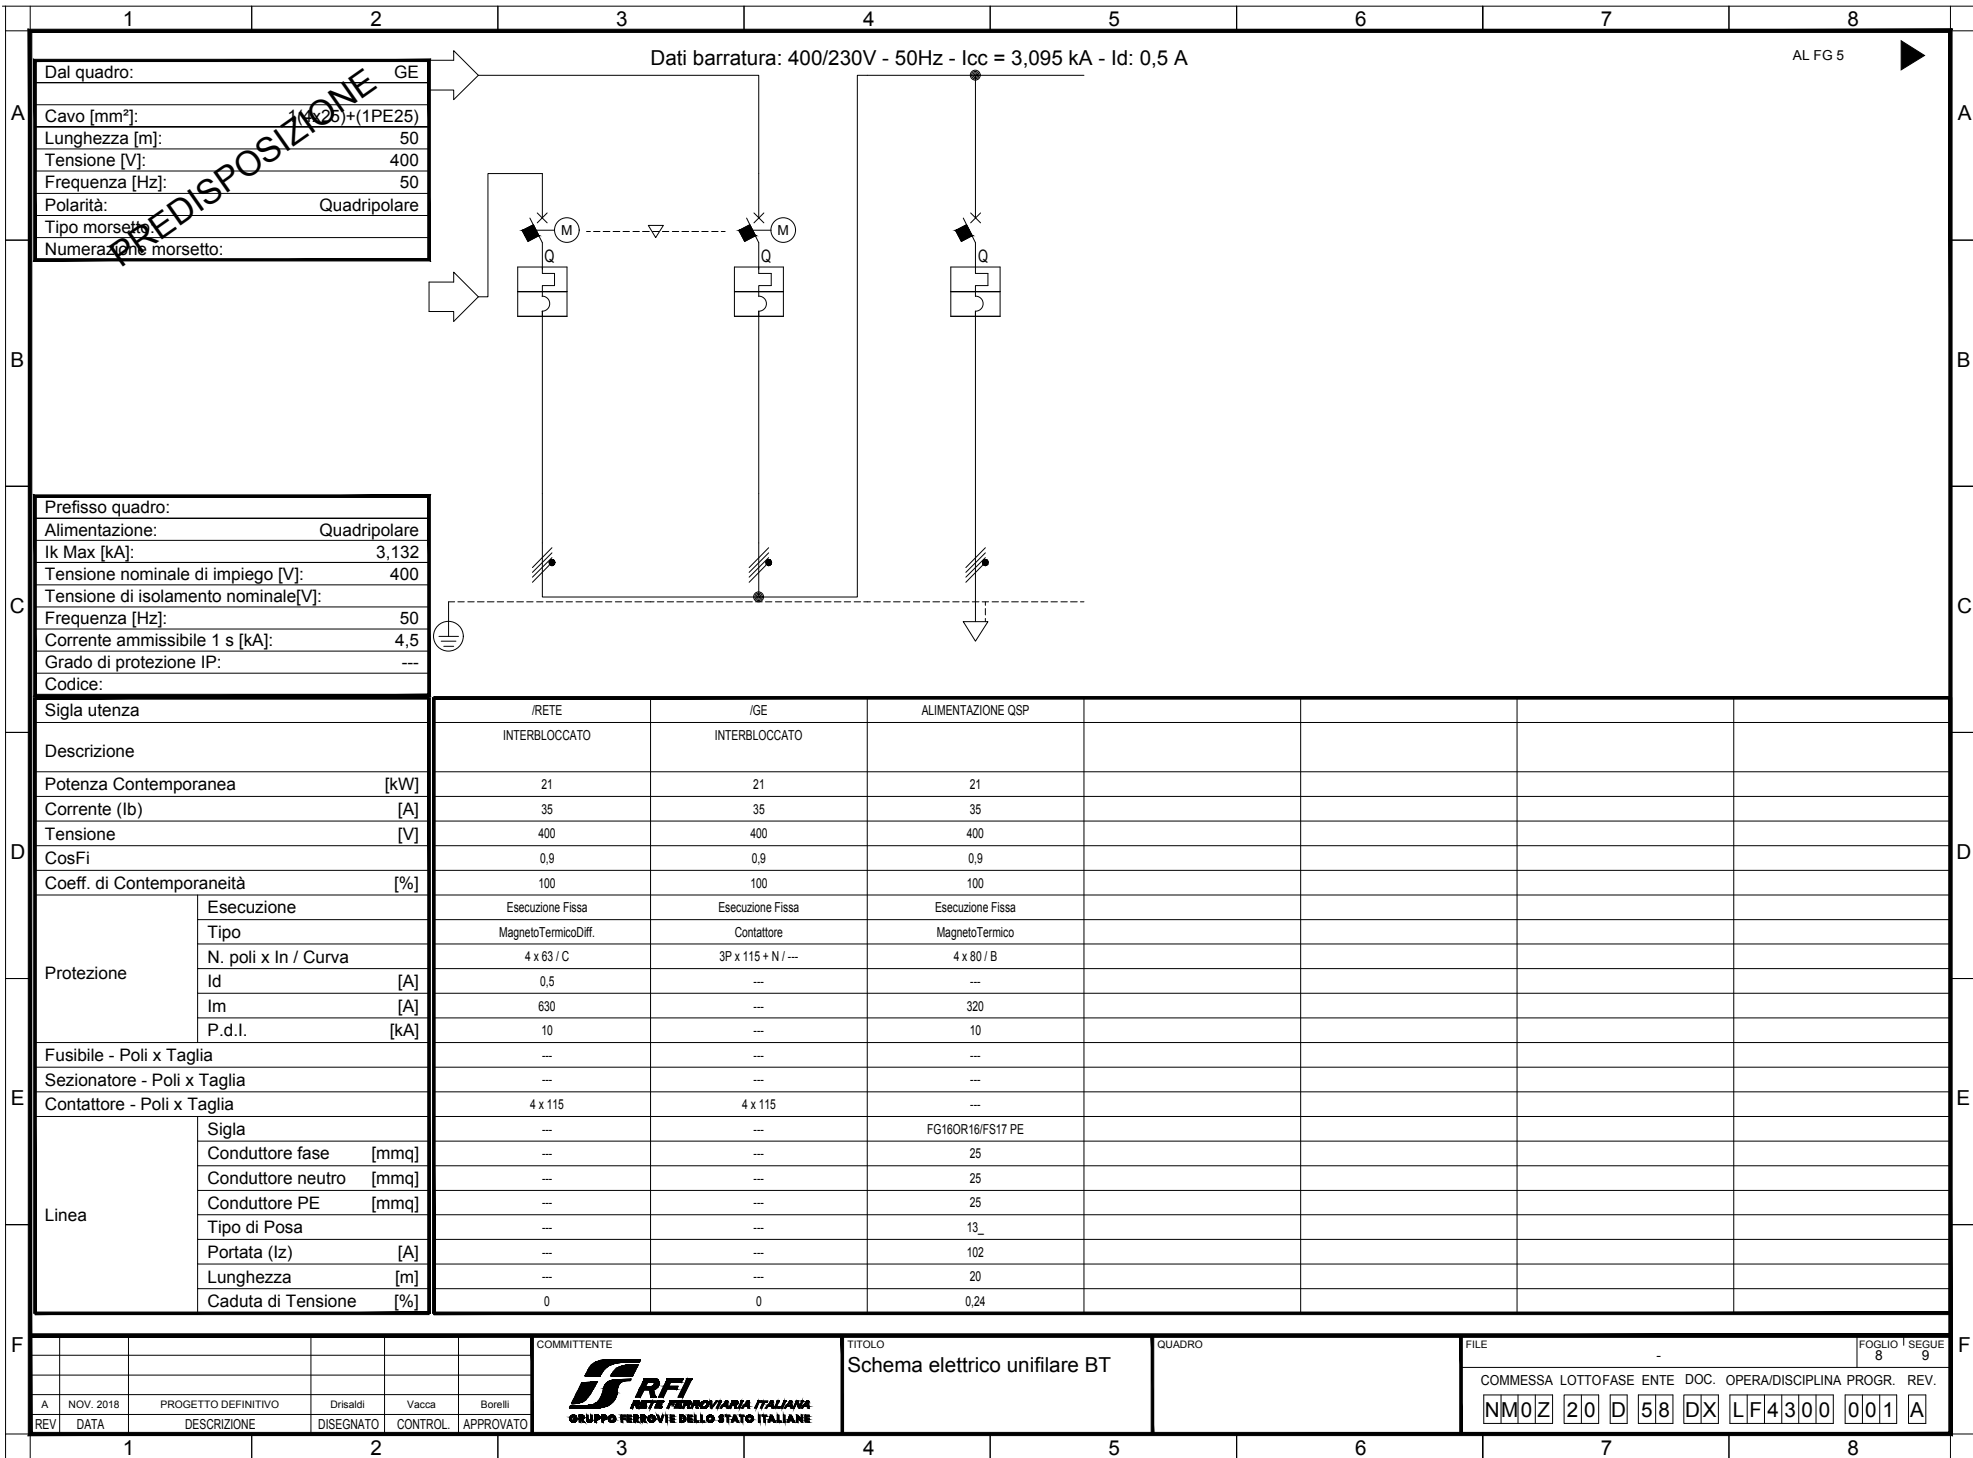 1 2 3 4 5 6 7 8
Dati barratura: 400/230V - 50Hz - Icc = 3,095 kA - Id: 0,5 A
AL FG 5
A A
B B
C C
D D
E E
F F
Dal quadro: GE
Cavo [mm²]: 1(4x25)+(1PE25)
Lunghezza [m]: 50
Tensione [V]: 400
Frequenza [Hz]: 50
Polarità: Quadripolare
Tipo morsetto:
Numerazione morsetto:
PREDISPOSIZIONE
M M
Q Q Q
Prefisso quadro:
Alimentazione: Quadripolare
Ik Max [kA]: 3,132
Tensione nominale di impiego [V]: 400
Tensione di isolamento nominale[V]:
Frequenza [Hz]: 50
Corrente ammissibile 1 s [kA]: 4,5
Grado di protezione IP: ---
Codice:
Sigla utenza /RETE /GE ALIMENTAZIONE QSP
Descrizione INTERBLOCCATO INTERBLOCCATO
Potenza Contemporanea [kW] 21 21 21
Corrente (Ib) [A] 35 35 35
Tensione [V] 400 400 400
CosFi 0,9 0,9 0,9
Coeff. di Contemporaneità [%] 100 100 100
Protezione
Esecuzione Esecuzione Fissa Esecuzione Fissa Esecuzione Fissa
Tipo MagnetoTermicoDiff. Contattore MagnetoTermico
N. poli x In / Curva 4 x 63 / C 3P x 115 + N / --- 4 x 80 / B
Id [A] 0,5 --- ---
Im [A] 630 --- 320
P.d.I. [kA] 10 --- 10
Fusibile - Poli x Taglia --- --- ---
Sezionatore - Poli x Taglia --- --- ---
Contattore - Poli x Taglia 4 x 115 4 x 115 ---
Linea
Sigla --- --- FG16OR16/FS17 PE
Conduttore fase [mmq] --- --- 25
Conduttore neutro [mmq] --- --- 25
Conduttore PE [mmq] --- --- 25
Tipo di Posa --- --- 13_
Portata (Iz) [A] --- --- 102
Lunghezza [m] --- --- 20
Caduta di Tensione [%] 0 0 0,24
A NOV. 2018 PROGETTO DEFINITIVO Drisaldi Vacca Borelli
REV DATA DESCRIZIONE DISEGNATO CONTROL. APPROVATO
COMMITTENTE
RFI
RETE FERROVIARIA ITALIANA
GRUPPO FERROVIE DELLO STATO ITALIANE
TITOLO
Schema elettrico unifilare BT
QUADRO
FILE
-
FOGLIO SEGUE
8 9
COMMESSA LOTTO FASE ENTE DOC. OPERA/DISCIPLINA PROGR. REV.
NM0Z 20 D 58 DX LF4300 001 A
1 2 3 4 5 6 7 8